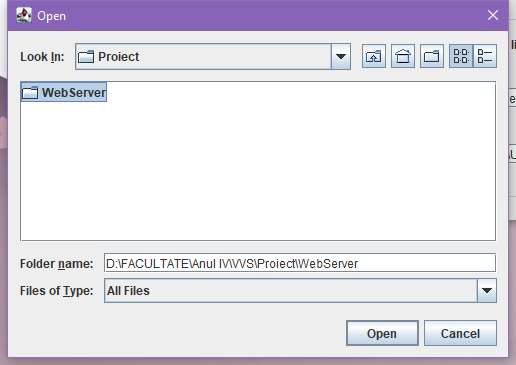 Open
Look In: Proiect
WebServer
Folder name: D:\FACULTATE\Anul IV\VVS\Proiect\WebServer
Files of Type: All Files
Open Cancel